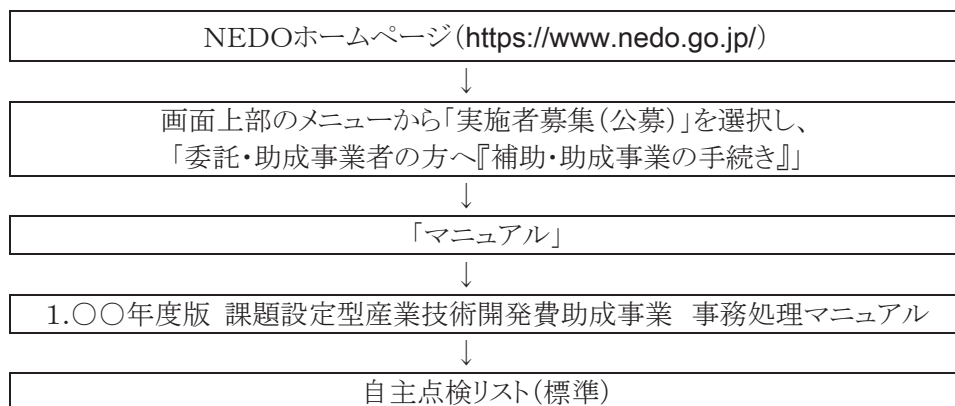 NEDOホームページ(https://www.nedo.go.jp/)
↓
画面上部のメニューから「実施者募集(公募)」を選択し、
「委託・助成事業者の方へ『補助・助成事業の手続き』」
↓
「マニュアル」
↓
1.〇〇年度版 課題設定型産業技術開発費助成事業 事務処理マニュアル
↓
自主点検リスト(標準)